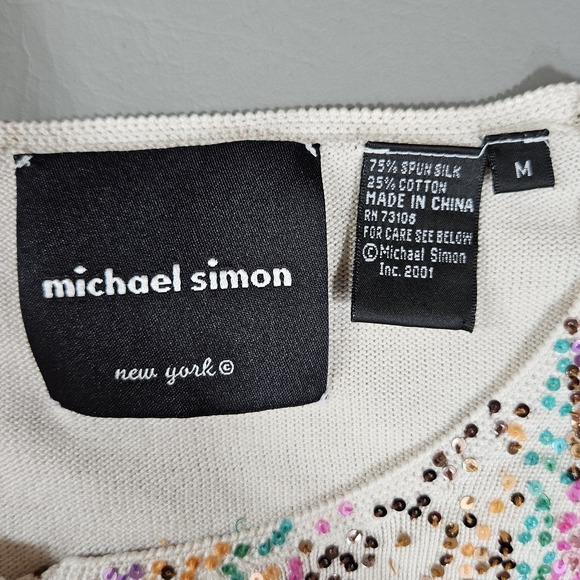 michael simon
new york ©
75% SPUN SILK
25% COTTON
MADE IN CHINA
RN 73106
FOR CARE SEE BELOW
©Michael Simon
Inc. 2001
M